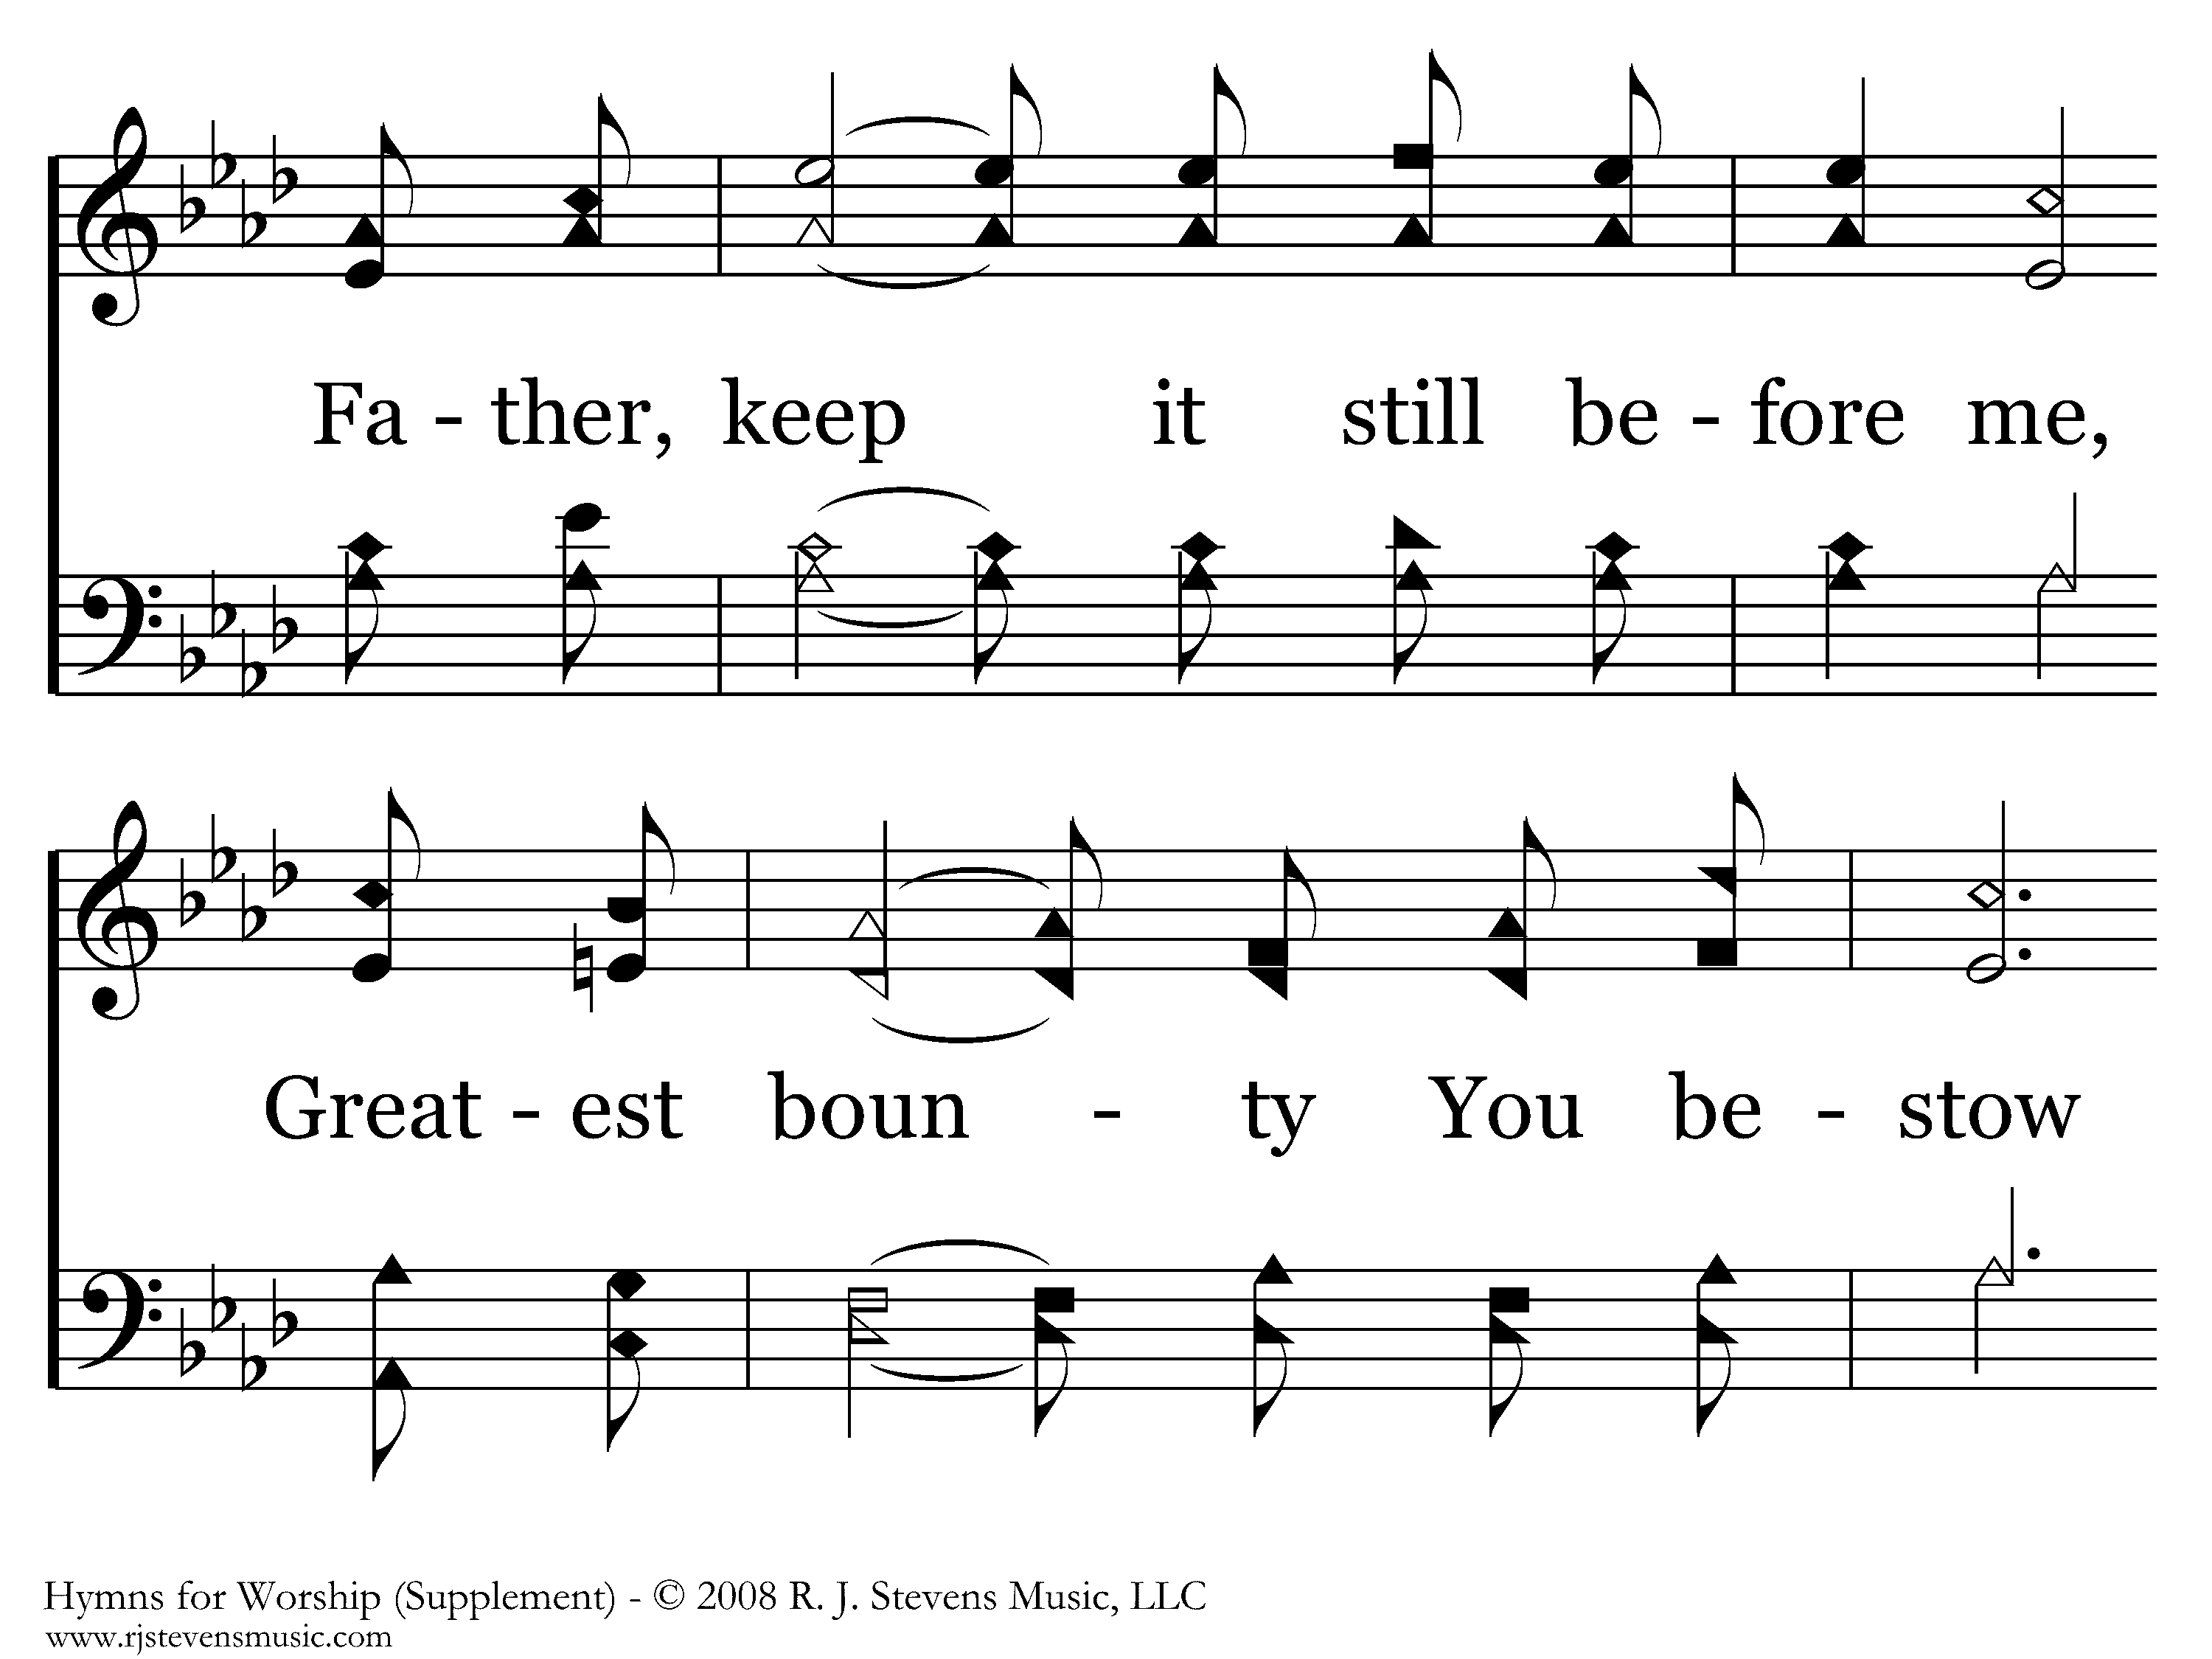 Fa - ther, keep it still be - fore me,
Great - est boun - ty You be - stow
Hymns for Worship (Supplement) - © 2008 R. J. Stevens Music, LLC
www.rjstevensmusic.com